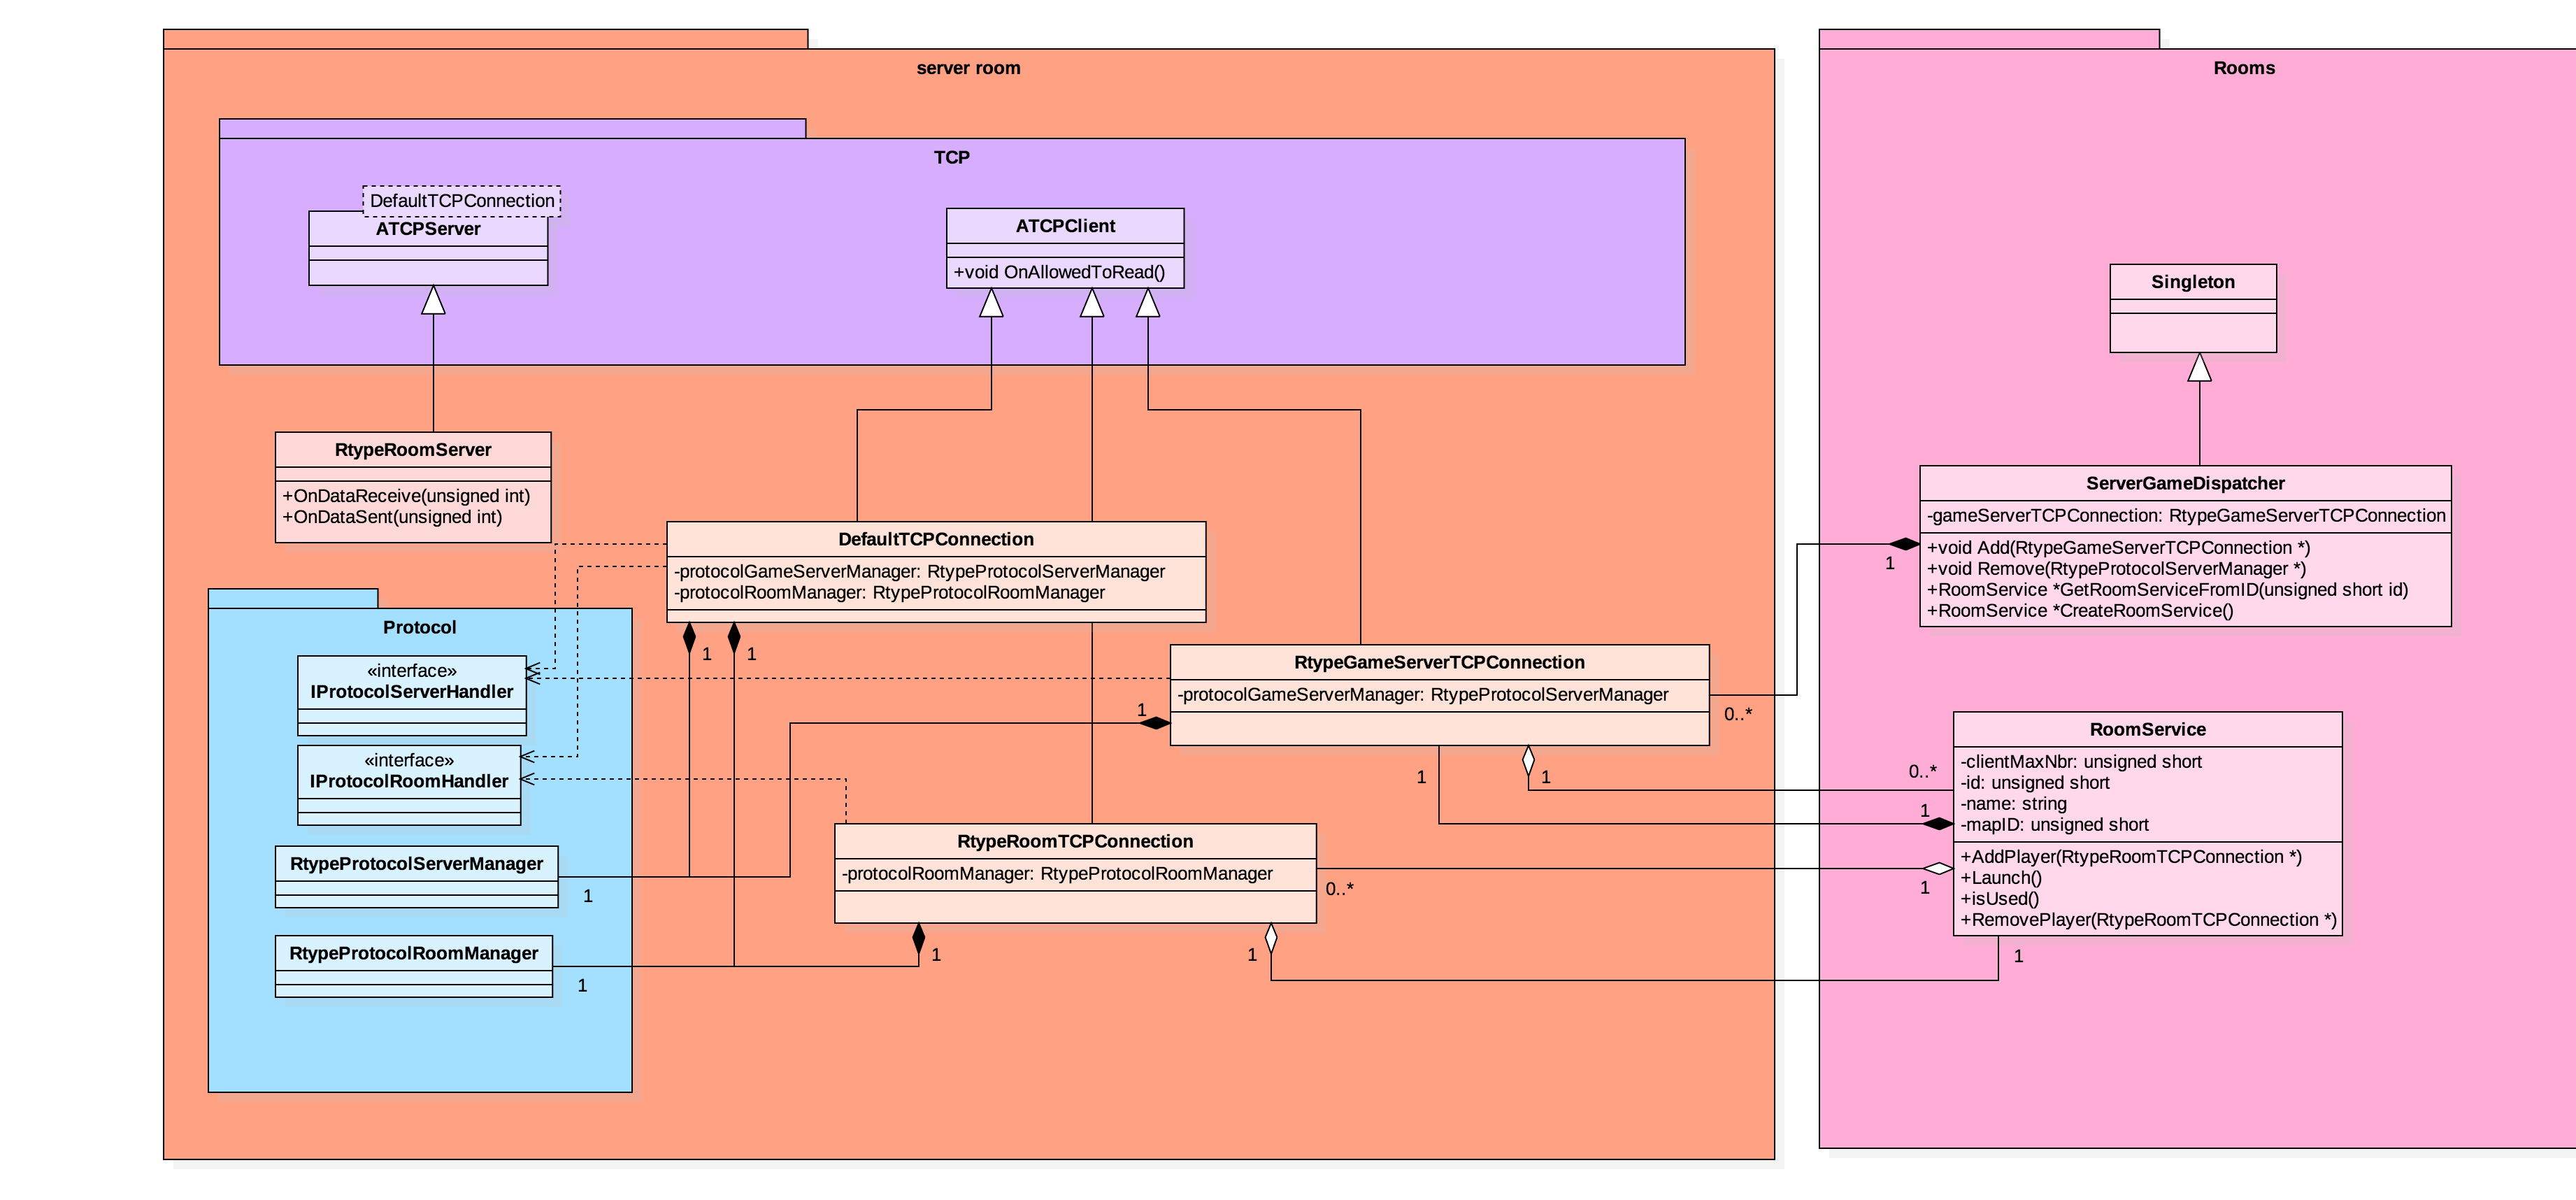 server room
TCP
DefaultTCPConnection
ATCPServer
ATCPClient
+void OnAllowedToRead()
RtypeRoomServer
+OnDataReceive(unsigned int)
+OnDataSent(unsigned int)
DefaultTCPConnection
-protocolGameServerManager: RtypeProtocolServerManager
-protocolRoomManager: RtypeProtocolRoomManager
1
1
Protocol
«interface»
IProtocolServerHandler
«interface»
IProtocolRoomHandler
RtypeProtocolServerManager
1
RtypeProtocolRoomManager
1
RtypeGameServerTCPConnection
-protocolGameServerManager: RtypeProtocolServerManager
1
0..*
1
1
RtypeRoomTCPConnection
-protocolRoomManager: RtypeProtocolRoomManager
0..*
1
1
Rooms
Singleton
ServerGameDispatcher
-gameServerTCPConnection: RtypeGameServerTCPConnection
+void Add(RtypeGameServerTCPConnection *)
+void Remove(RtypeProtocolServerManager *)
+RoomService *GetRoomServiceFromID(unsigned short id)
+RoomService *CreateRoomService()
1
RoomService
-clientMaxNbr: unsigned short
-id: unsigned short
-name: string
-mapID: unsigned short
+AddPlayer(RtypeRoomTCPConnection *)
+Launch()
+isUsed()
+RemovePlayer(RtypeRoomTCPConnection *)
0..*
1
1
1